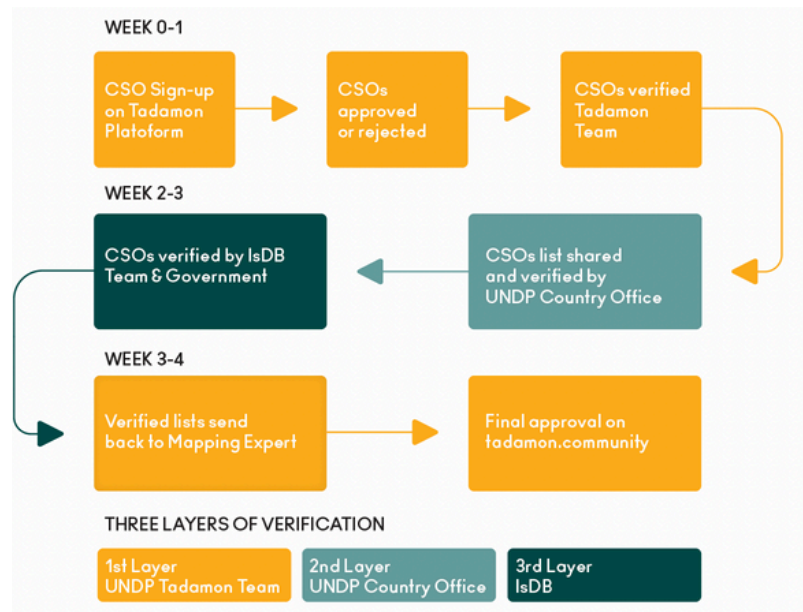 WEEK 0-1
CSO Sign-up
on Tadamon
Platoform
CSOs
approved
or rejected
CSOs verified
Tadamon
Team
WEEK 2-3
CSOs verified by IsDB
Team & Government
CSOs list shared
and verified by
UNDP Country Office
WEEK 3-4
Verified lists send
back to Mapping Expert
Final approval on
tadamon.community
THREE LAYERS OF VERIFICATION
1st Layer
UNDP Tadamon Team
2nd Layer
UNDP Country Office
3rd Layer
IsDB